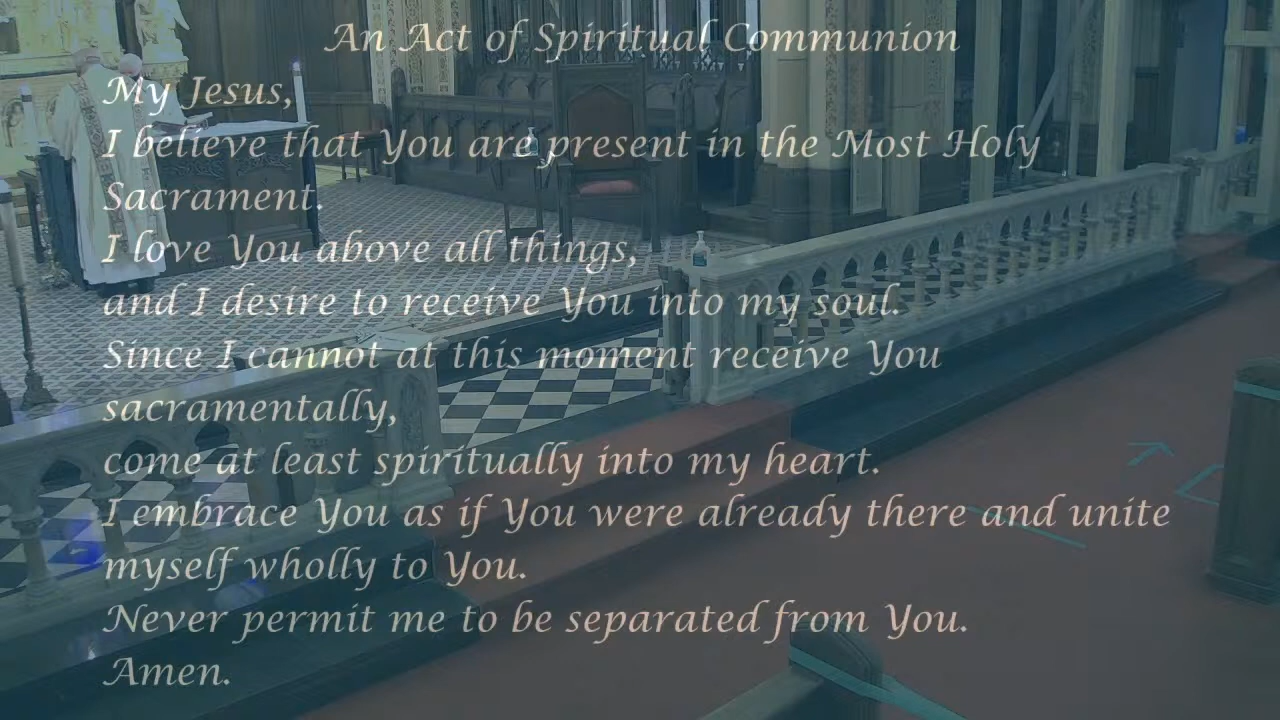 An Act of Spiritual Communion
My Jesus,
I believe that You are present in the Most Holy
Sacrament.
I love You above all things,
and I desire to receive You into my soul.
Since I cannot at this moment receive You
sacramentally,
come at least spiritually into my heart.
I embrace You as if You were already there and unite
myself wholly to You.
Never permit me to be separated from You.
Amen.